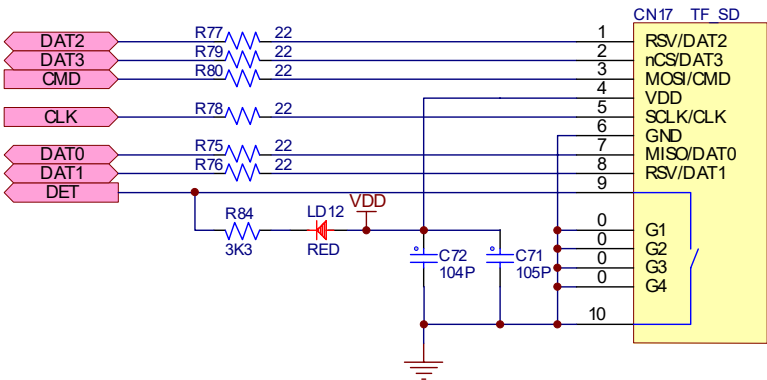 CN17 TF_SD
DAT2 R77 22 1 RSV/DAT2
DAT3 R79 22 2 nCS/DAT3
CMD R80 22 3 MOSI/CMD
4 VDD
CLK R78 22 5 SCLK/CLK
6 GND
DAT0 R75 22 7 MISO/DAT0
DAT1 R76 22 8 RSV/DAT1
DET 9
R84 LD12 VDD
3K3 RED
0 G1
0 G2
0 G3
0 G4
C72 C71
104P 105P
10